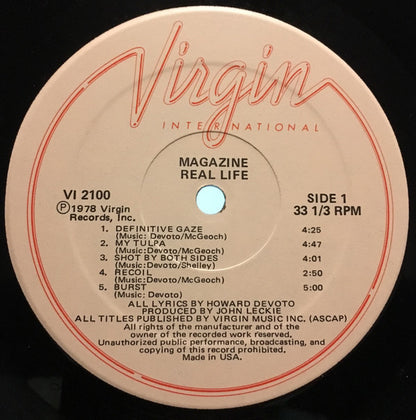 Virgin
INTERNATIONAL
MAGAZINE
REAL LIFE
VI 2100
Ⓟ1978 Virgin
Records, Inc.
SIDE 1
33 1/3 RPM
1. DEFINITIVE GAZE 4:25
(Music: Devoto/McGeoch)
2. MY TULPA 4:47
(Music: Devoto/McGeoch)
3. SHOT BY BOTH SIDES 4:01
(Music: Devoto/Shelley)
4. RECOIL 2:50
(Music: Devoto/McGeoch)
5. BURST 5:00
(Music: Devoto)
ALL LYRICS BY HOWARD DEVOTO
PRODUCED BY JOHN LECKIE
ALL TITLES PUBLISHED BY VIRGIN MUSIC INC. (ASCAP)
All rights of the manufacturer and of the
owner of the recorded work reserved.
Unauthorized public performance, broadcasting, and
copying of this record prohibited.
Made in USA.